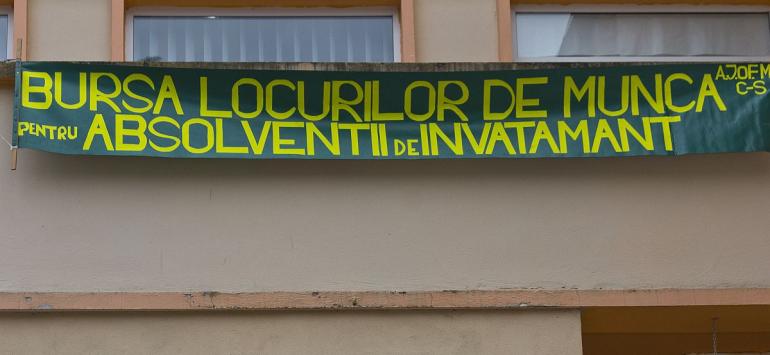 BURSA LOCURILOR DE MUNCA
A.J.O.F.M
C-S
PENTRU ABSOLVENTII DE INVATAMANT